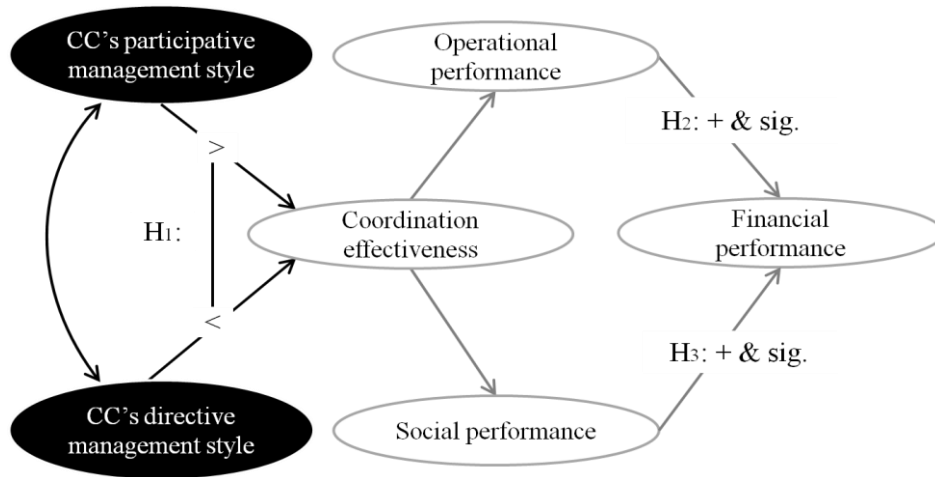 CC’s participative
management style
Operational
performance
H2: + & sig.
>
H1:
Coordination
effectiveness
Financial
performance
<
H3: + & sig.
CC’s directive
management style
Social performance